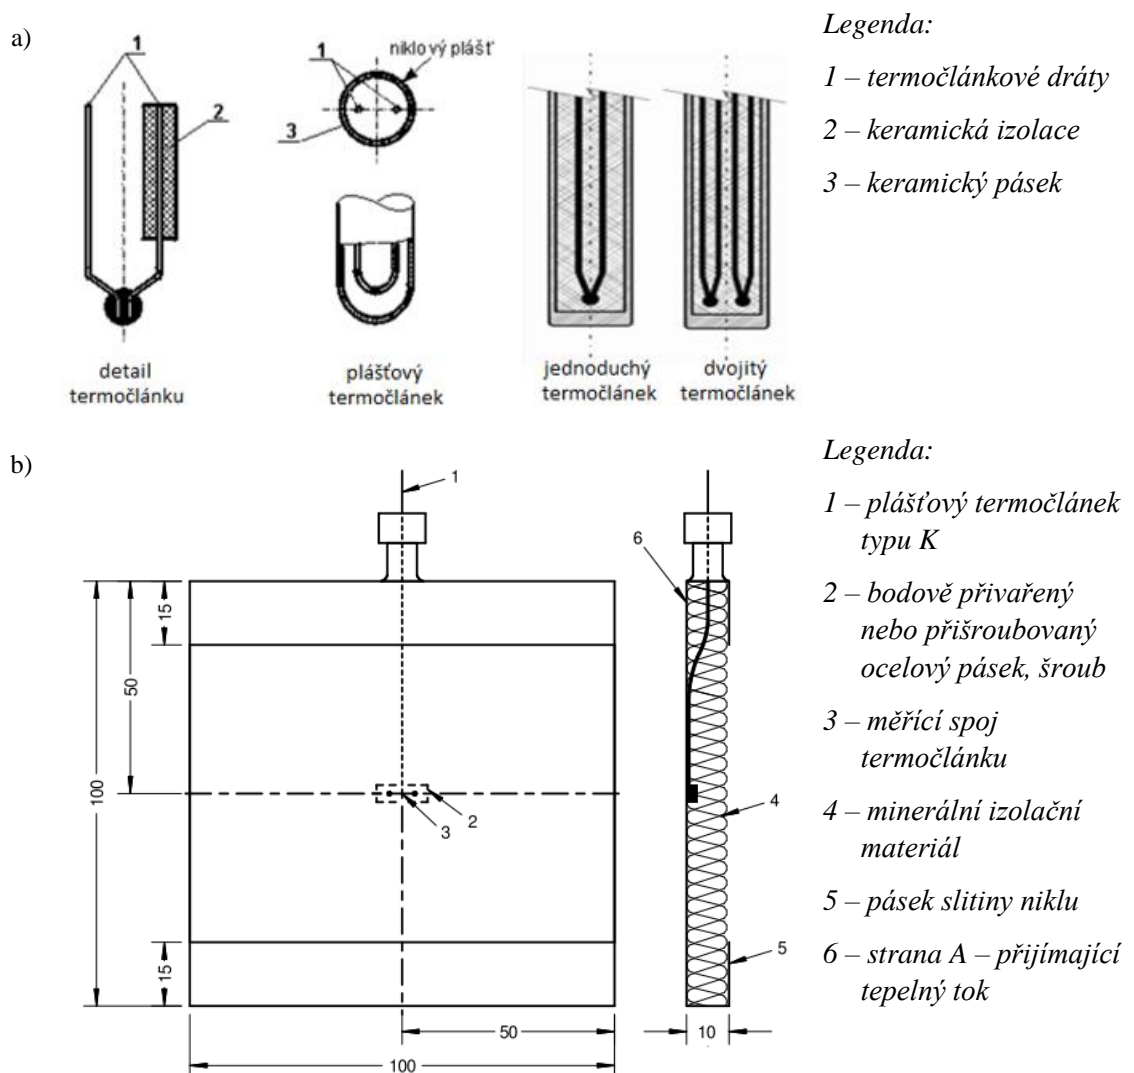 a)
1
2
detail
termočlánku
1
niklo vý plášť
3
plášťový
termočlánek
jednoduchý
termočlánek
dvojitý
termočlánek
Legenda:
1 – termočlánkové dráty
2 – keramická izolace
3 – keramický pásek
b)
1
15
50
100
2
3
15
50
100
6
4
5
10
Legenda:
1 – plášťový termočlánek
typu K
2 – bodově přivařený
nebo přišroubovaný
ocelový pásek, šroub
3 – měřící spoj
termočlánku
4 – minerální izolační
materiál
5 – pásek slitiny niklu
6 – strana A – přijímající
tepelný tok